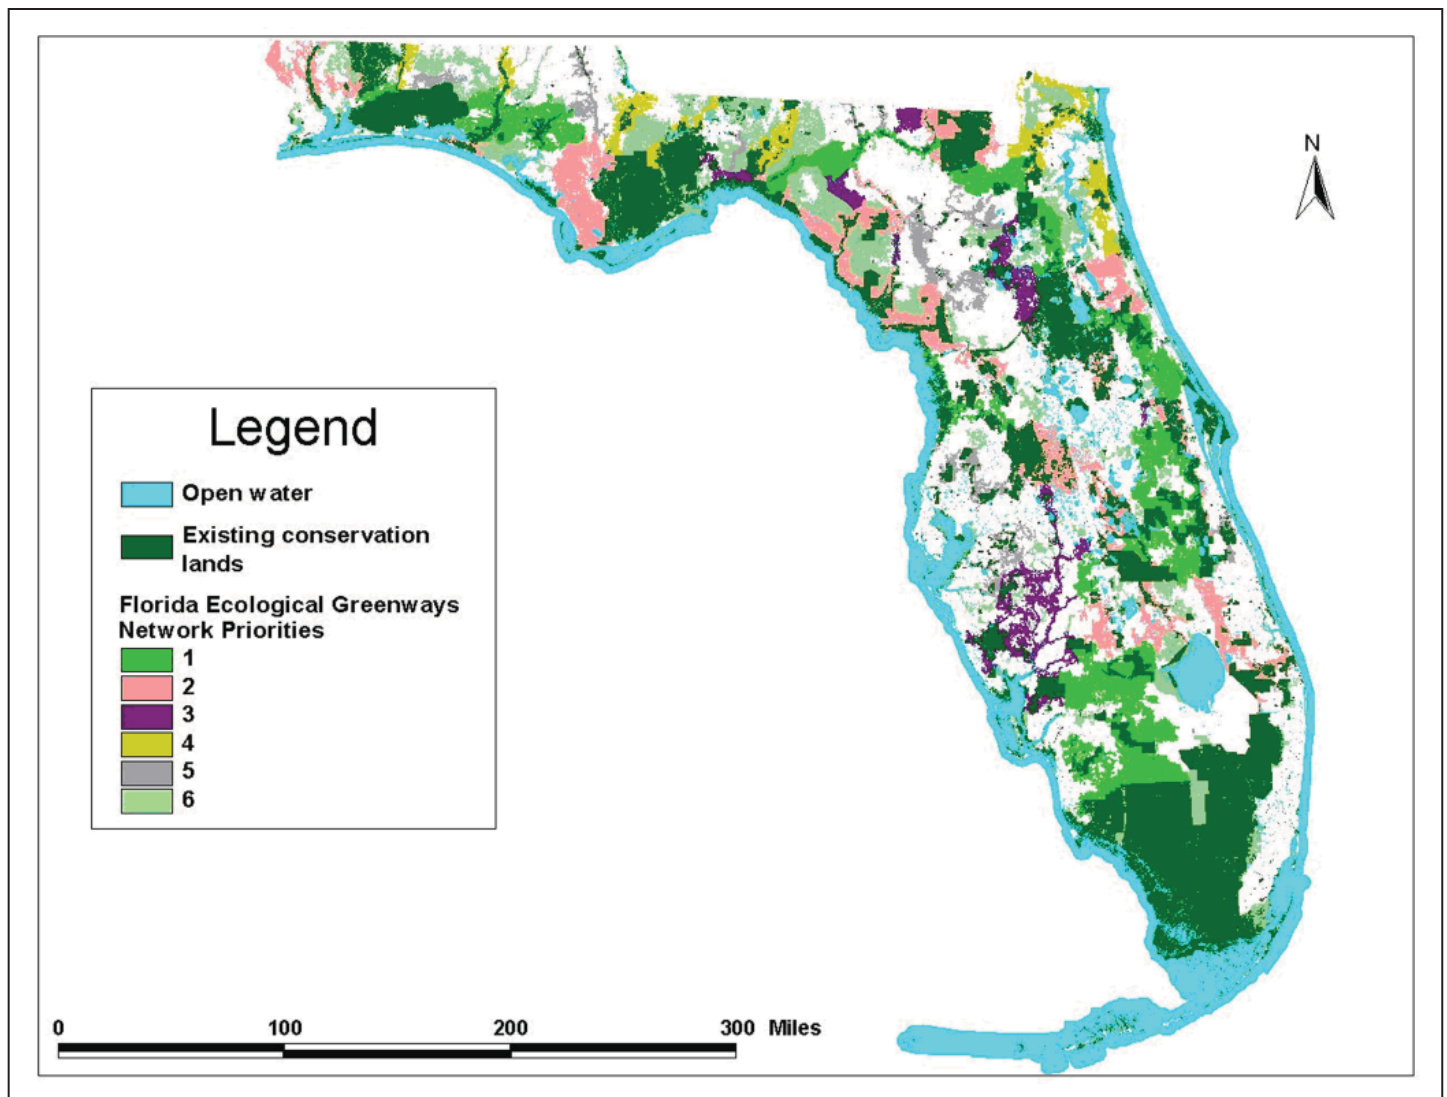 N
Legend
Open water
Existing conservation
lands
Florida Ecological Greenways
Network Priorities
1
2
3
4
5
6
0 100 200 300 Miles